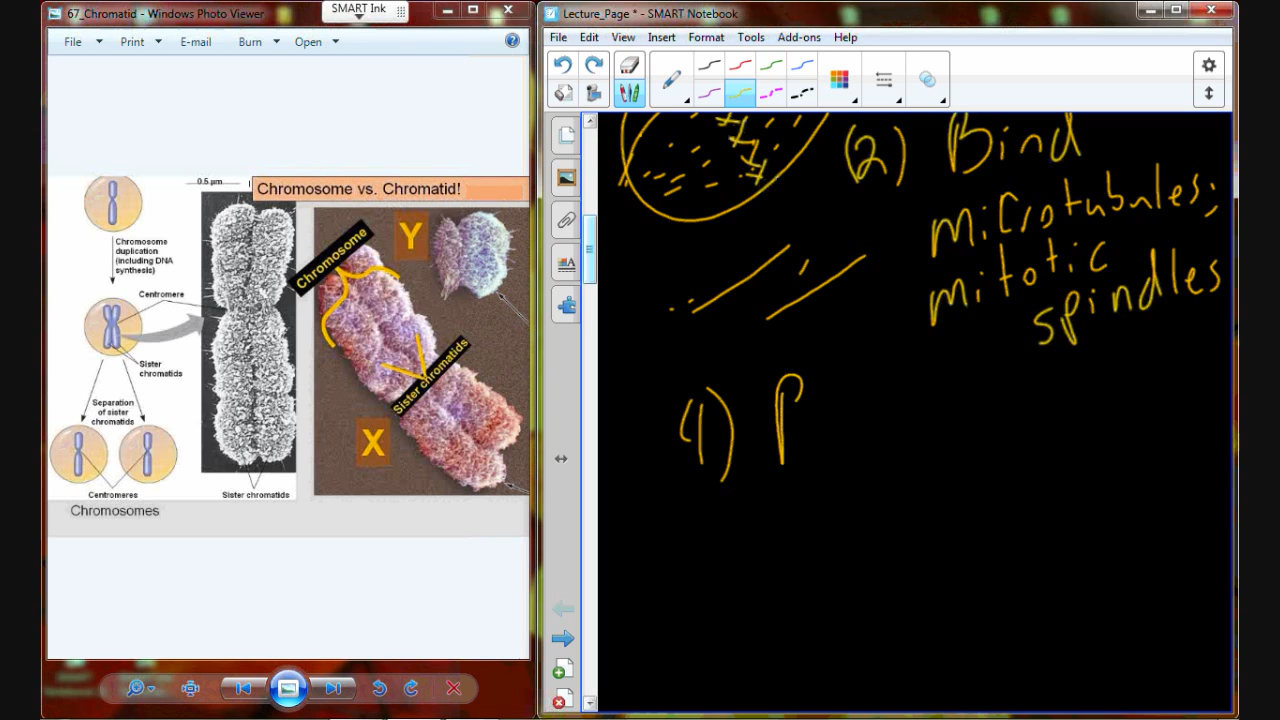 67_Chromatid - Windows Photo Viewer
SMART Ink
File Print E-mail Burn Open
0.5 µm
Chromosome vs. Chromatid!
Chromosome
duplication
(including DNA
synthesis)
Centromere
Sister
chromatids
Separation
of sister
chromatids
Centromeres
Sister chromatids
Chromosome
Y
Sister chromatids
X
Chromosomes
Lecture_Page * - SMART Notebook
File Edit View Insert Format Tools Add-ons Help
(2) Bind
microtubules;
mitotic
spindles
(1) P